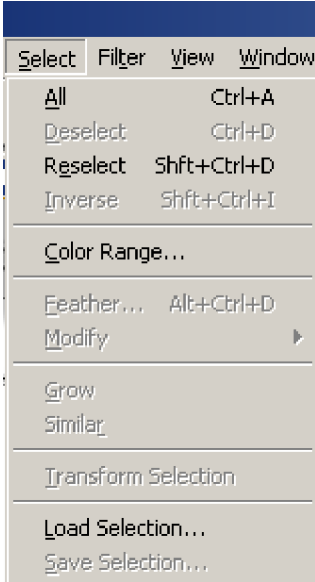 Select Filter View Window
All Ctrl+A
Deselect Ctrl+D
Reselect Shft+Ctrl+D
Inverse Shft+Ctrl+I
Color Range...
Feather... Alt+Ctrl+D
Modify
Grow
Similar
Transform Selection
Load Selection...
Save Selection...